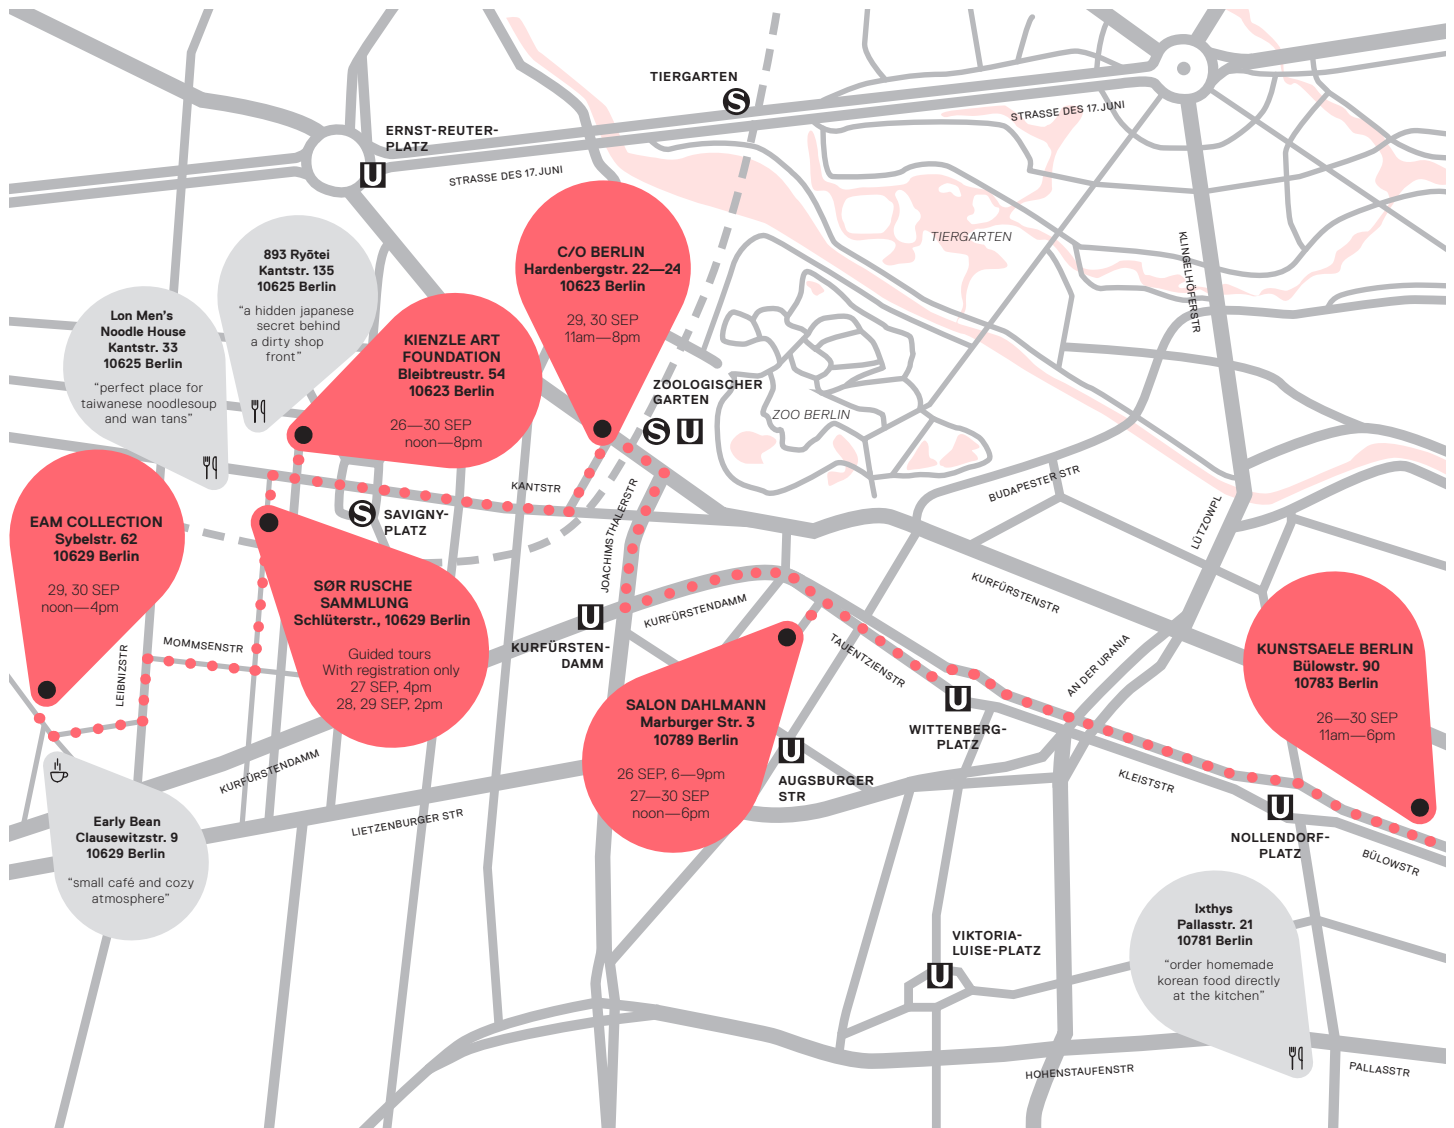 TIERGARTEN
S
STRASSE DES 17. JUNI
ERNST-REUTER-
PLATZ
U
STRASSE DES 17. JUNI
TIERGARTEN
KLINGELHÖFERSTR
893 Ryōtei
Kantstr. 135
10625 Berlin
“a hidden japanese
secret behind
a dirty shop
front”
C/O BERLIN
Hardenbergstr. 22—24
10623 Berlin
29, 30 SEP
11am—8pm
Lon Men’s
Noodle House
Kantstr. 33
10625 Berlin
“perfect place for
taiwanese noodlesoup
and wan tans”
KIENZLE ART
FOUNDATION
Bleibtreustr. 54
10623 Berlin
26—30 SEP
noon—8pm
ZOOLOGISCHER
GARTEN
S U
ZOO BERLIN
BUDAPESTER STR
KANTSTR
S
SAVIGNY-
PLATZ
JOACHIMSTHALERSTR
LÜTZOWPL
EAM COLLECTION
Sybelstr. 62
10629 Berlin
29, 30 SEP
noon—4pm
SØR RUSCHE
SAMMLUNG
Schlüterstr., 10629 Berlin
Guided tours
With registration only
27 SEP, 4pm
28, 29 SEP, 2pm
MOMMSENSTR
LEIBNIZSTR
U
KURFÜRSTEN-
DAMM
KURFÜRSTENDAMM
KURFÜRSTENSTR
TAUENTZIENSTR
AN DER URANIA
KUNSTSAELE BERLIN
Bülowstr. 90
10783 Berlin
26—30 SEP
11am—6pm
SALON DAHLMANN
Marburger Str. 3
10789 Berlin
26 SEP, 6—9pm
27—30 SEP
noon—6pm
U
WITTENBERG-
PLATZ
U
AUGSBURGER
STR
KURFÜRSTENDAMM
LIETZENBURGER STR
KLEISTSTR
U
NOLLENDORF-
PLATZ
BÜLOWSTR
Early Bean
Clausewitzstr. 9
10629 Berlin
“small café and cozy
atmosphere”
Ixthys
Pallasstr. 21
10781 Berlin
“order homemade
korean food directly
at the kitchen”
VIKTORIA-
LUISE-PLATZ
U
HOHENSTAUFENSTR
PALLASSTR